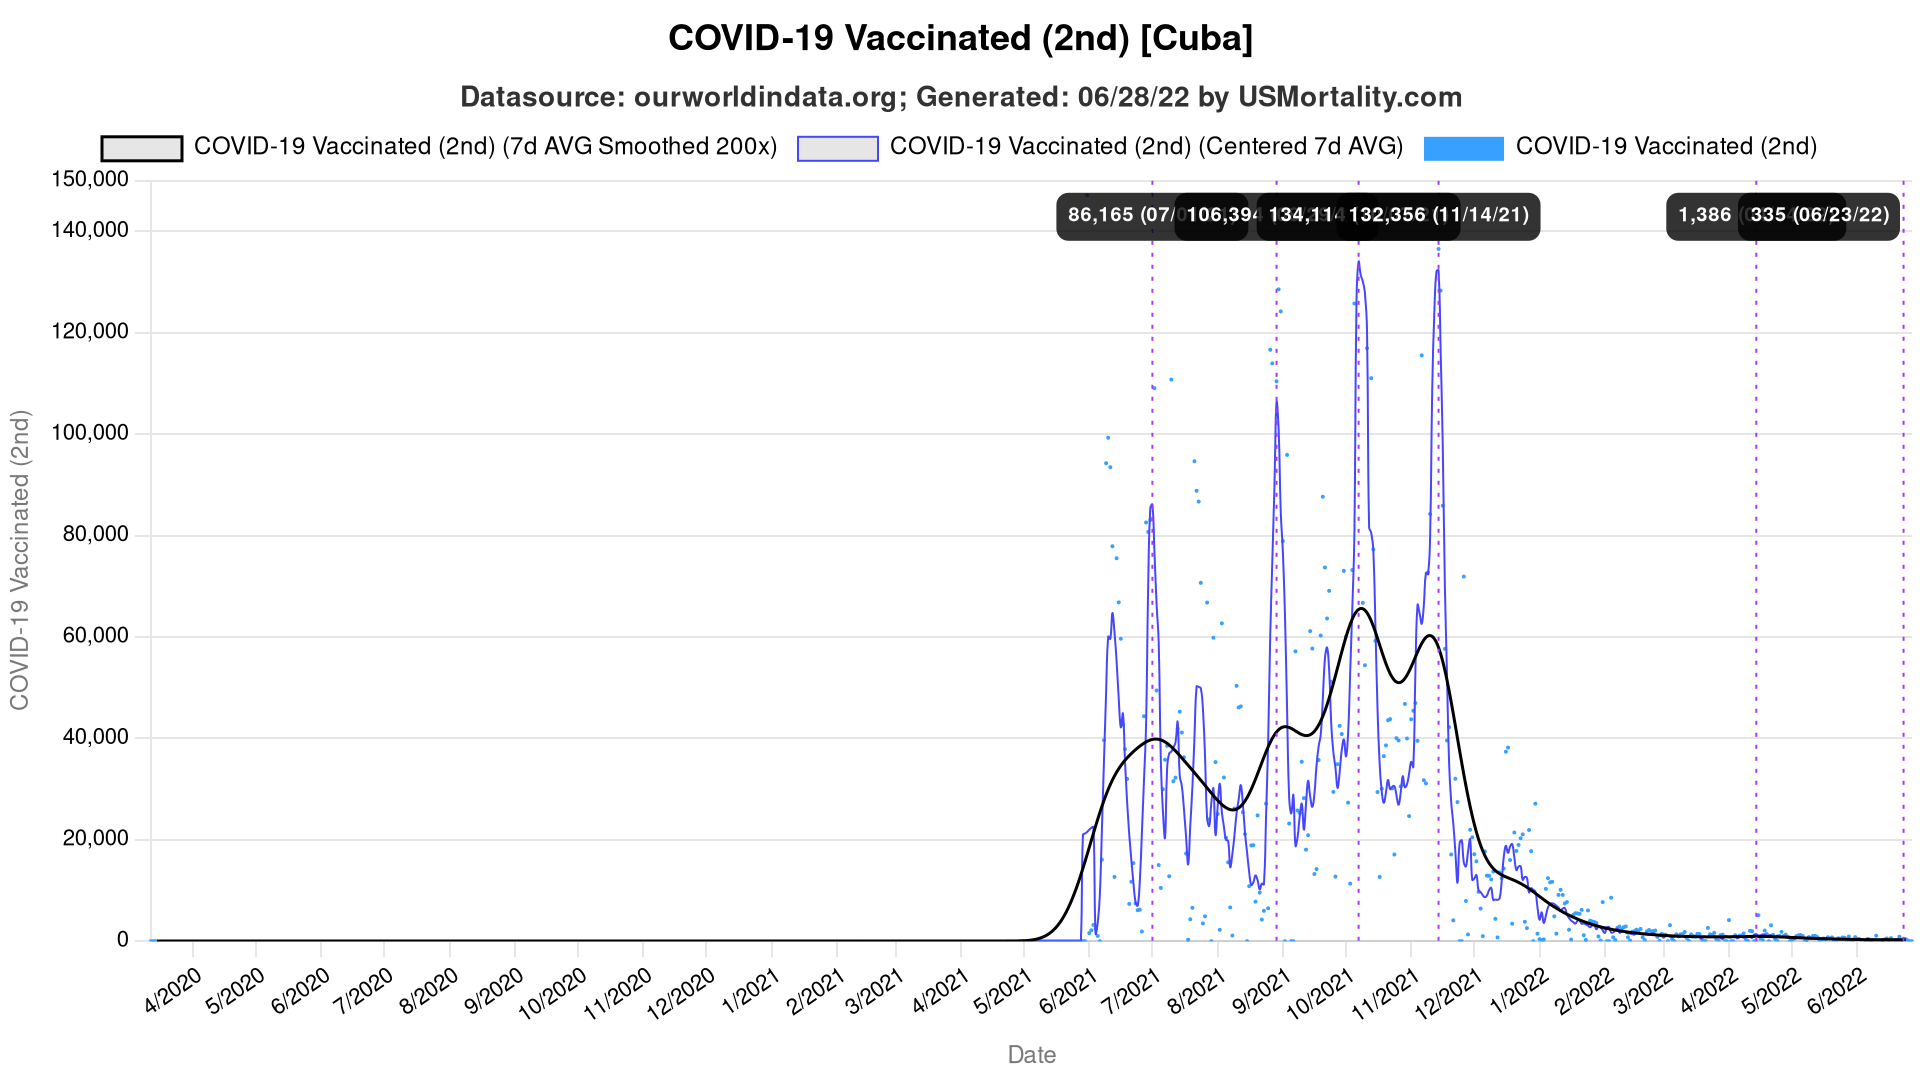 COVID-19 Vaccinated (2nd) [Cuba]
Datasource: ourworldindata.org; Generated: 06/28/22 by USMortality.com
COVID-19 Vaccinated (2nd) (7d AVG Smoothed 200x) COVID-19 Vaccinated (2nd) (Centered 7d AVG) COVID-19 Vaccinated (2nd)
150,000
86,165 (07/ 106,394 134,11 132,356 (11/14/21) 1,386 335 (06/23/22)
140,000
120,000
100,000
80,000
60,000
40,000
20,000
0
COVID-19 Vaccinated (2nd)
4/2020 5/2020 6/2020 7/2020 8/2020 9/2020 10/2020 11/2020 12/2020 1/2021 2/2021 3/2021 4/2021 5/2021 6/2021 7/2021 8/2021 9/2021 10/2021 11/2021 12/2021 1/2022 2/2022 3/2022 4/2022 5/2022 6/2022
Date